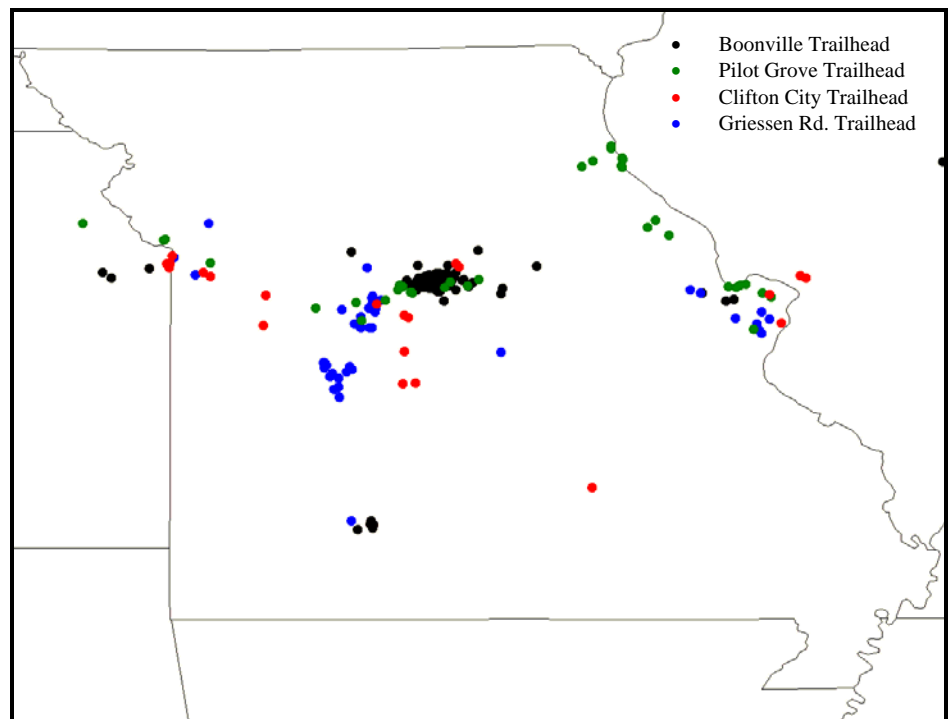 Boonville Trailhead
Pilot Grove Trailhead
Clifton City Trailhead
Griessen Rd. Trailhead